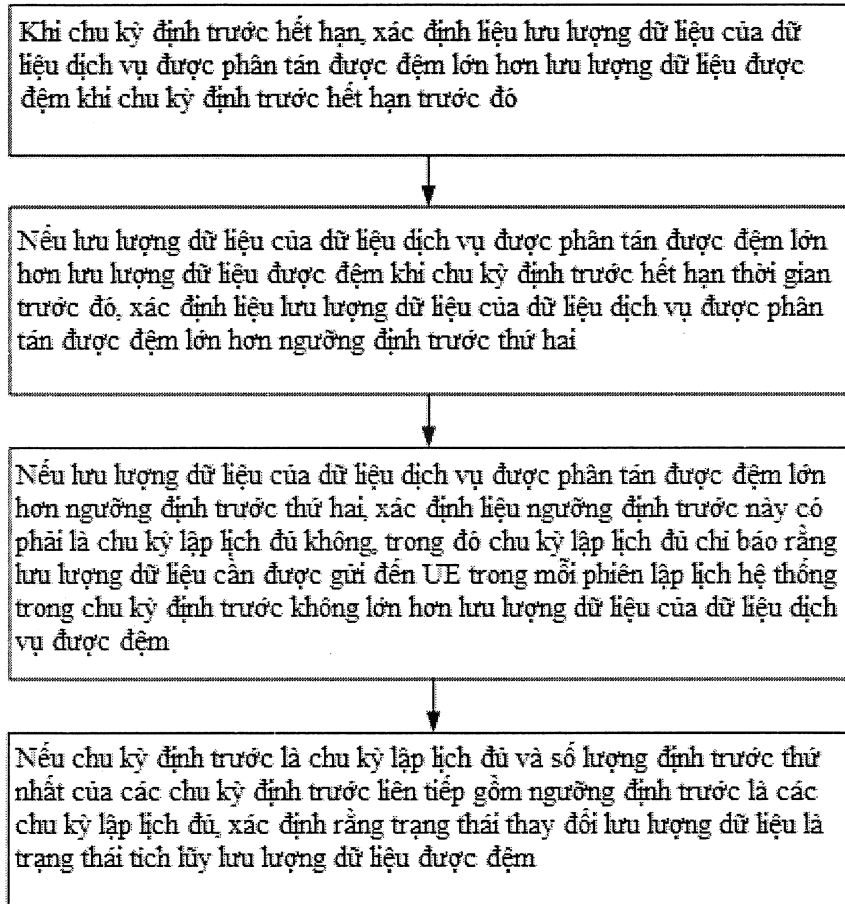 Khi chu kỳ định trước hết hạn, xác định liệu lưu lượng dữ liệu của dữ
liệu dịch vụ được phân tán được đệm lớn hơn lưu lượng dữ liệu được
đệm khi chu kỳ định trước hết hạn trước đó
Nếu lưu lượng dữ liệu của dữ liệu dịch vụ được phân tán được đệm lớn
hơn lưu lượng dữ liệu được đệm khi chu kỳ định trước hết hạn thời gian
trước đó, xác định liệu lưu lượng dữ liệu của dữ liệu dịch vụ được phân
tán được đệm lớn hơn ngưỡng định trước thứ hai
Nếu lưu lượng dữ liệu của dữ liệu dịch vụ được phân tán được đệm lớn
hơn ngưỡng định trước thứ hai, xác định liệu ngưỡng định trước này có
phải là chu kỳ lập lịch đủ không, trong đó chu kỳ lập lịch đủ chỉ báo rằng
lưu lượng dữ liệu cần được gửi đến UE trong mỗi phiên lập lịch hệ thống
trong chu kỳ định trước không lớn hơn lưu lượng dữ liệu của dữ liệu dịch
vụ được đệm
Nếu chu kỳ định trước là chu kỳ lập lịch đủ và số lượng định trước thứ
nhất của các chu kỳ định trước liên tiếp gồm ngưỡng định trước là các
chu kỳ lập lịch đủ, xác định rằng trạng thái thay đổi lưu lượng dữ liệu là
trạng thái tích lũy lưu lượng dữ liệu được đệm